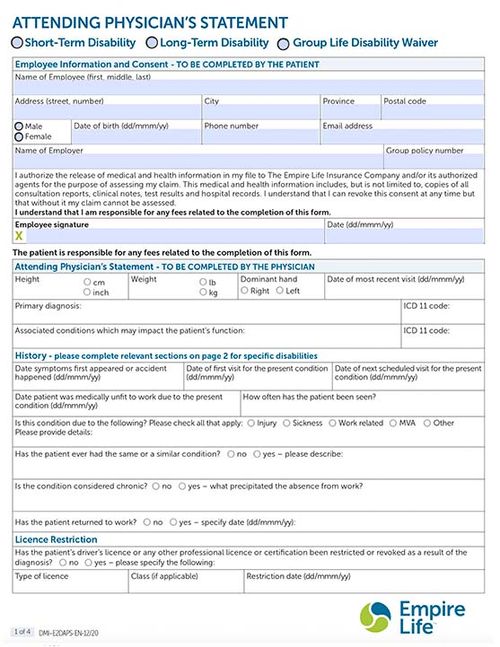 ATTENDING PHYSICIAN'S STATEMENT
Short-Term Disability Long-Term Disability Group Life Disability Waiver
Employee Information and Consent - TO BE COMPLETED BY THE PATIENT
Name of Employee (first, middle, last)
Address (street, number) City Province Postal code
Male Date of birth (dd/mmm/yy) Phone number Email address
Female
Name of Employer Group policy number
I authorize the release of medical and health information in my file to The Empire Life Insurance Company and/or its authorized
agents for the purpose of assessing my claim. This medical and health information includes, but is not limited to, copies of all
consultation reports, clinical notes, test results and hospital records. I understand that I can revoke this consent at any time but
that without it my claim cannot be assessed.
I understand that I am responsible for any fees related to the completion of this form.
Employee signature Date (dd/mmm/yy)
X
The patient is responsible for any fees related to the completion of this form.
Attending Physician's Statement - TO BE COMPLETED BY THE PHYSICIAN
Height cm Weight lb Dominant hand Date of most recent visit (dd/mmm/yy)
inch kg Right Left
Primary diagnosis: ICD 11 code:
Associated conditions which may impact the patient's function: ICD 11 code:
History - please complete relevant sections on page 2 for specific disabilities
Date symptoms first appeared or accident Date of first visit for the present condition Date of next scheduled visit for the present
happened (dd/mmm/yy) (dd/mmm/yy) condition (dd/mmm/yy)
Date patient was medically unfit to work due to the present How often has the patient been seen?
condition (dd/mmm/yy)
Is this condition due to the following? Please check all that apply: Injury Sickness Work related MVA Other
Please provide details:
Has the patient ever had the same or a similar condition? no yes – please describe:
Is the condition considered chronic? no yes – what precipitated the absence from work?
Has the patient returned to work? no yes – specify date (dd/mmm/yy):
Licence Restriction
Has the patient's driver's licence or any other professional licence or certification been restricted or revoked as a result of the
diagnosis? no yes – please specify the following:
Type of licence Class (if applicable) Restriction date (dd/mmm/yy)
Empire
Life™
1 of 4 DMI-E2DAPS-EN-12/20